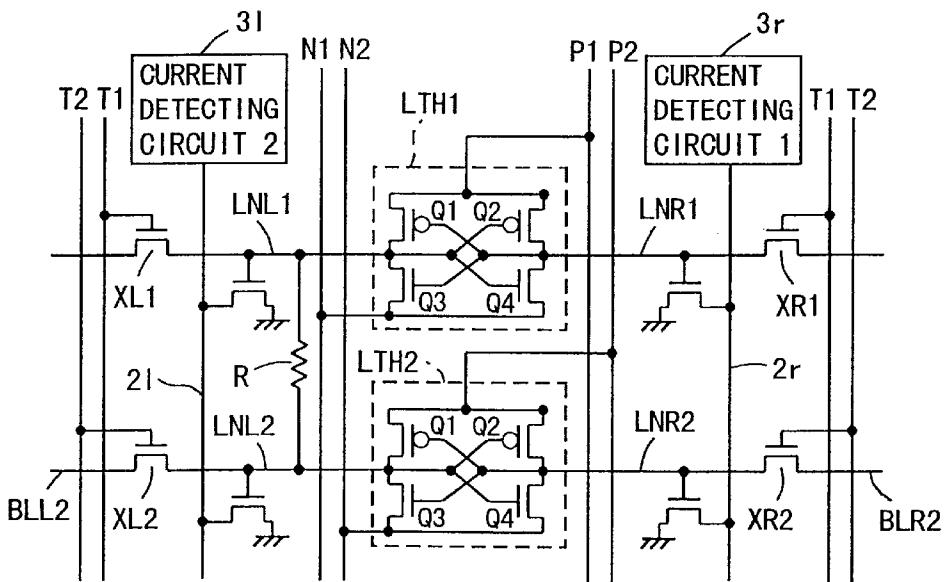 3l
N1 N2
P1 P2
3r
CURRENT
DETECTING
CIRCUIT 2
CURRENT
DETECTING
CIRCUIT 1
T2 T1
LTH1
T1 T2
LNL1
Q1 Q2
LNR1
XL1
Q3 Q4
XR1
2l
R
LTH2
2r
LNL2
Q1 Q2
LNR2
BLL2
XL2
Q3 Q4
XR2
BLR2